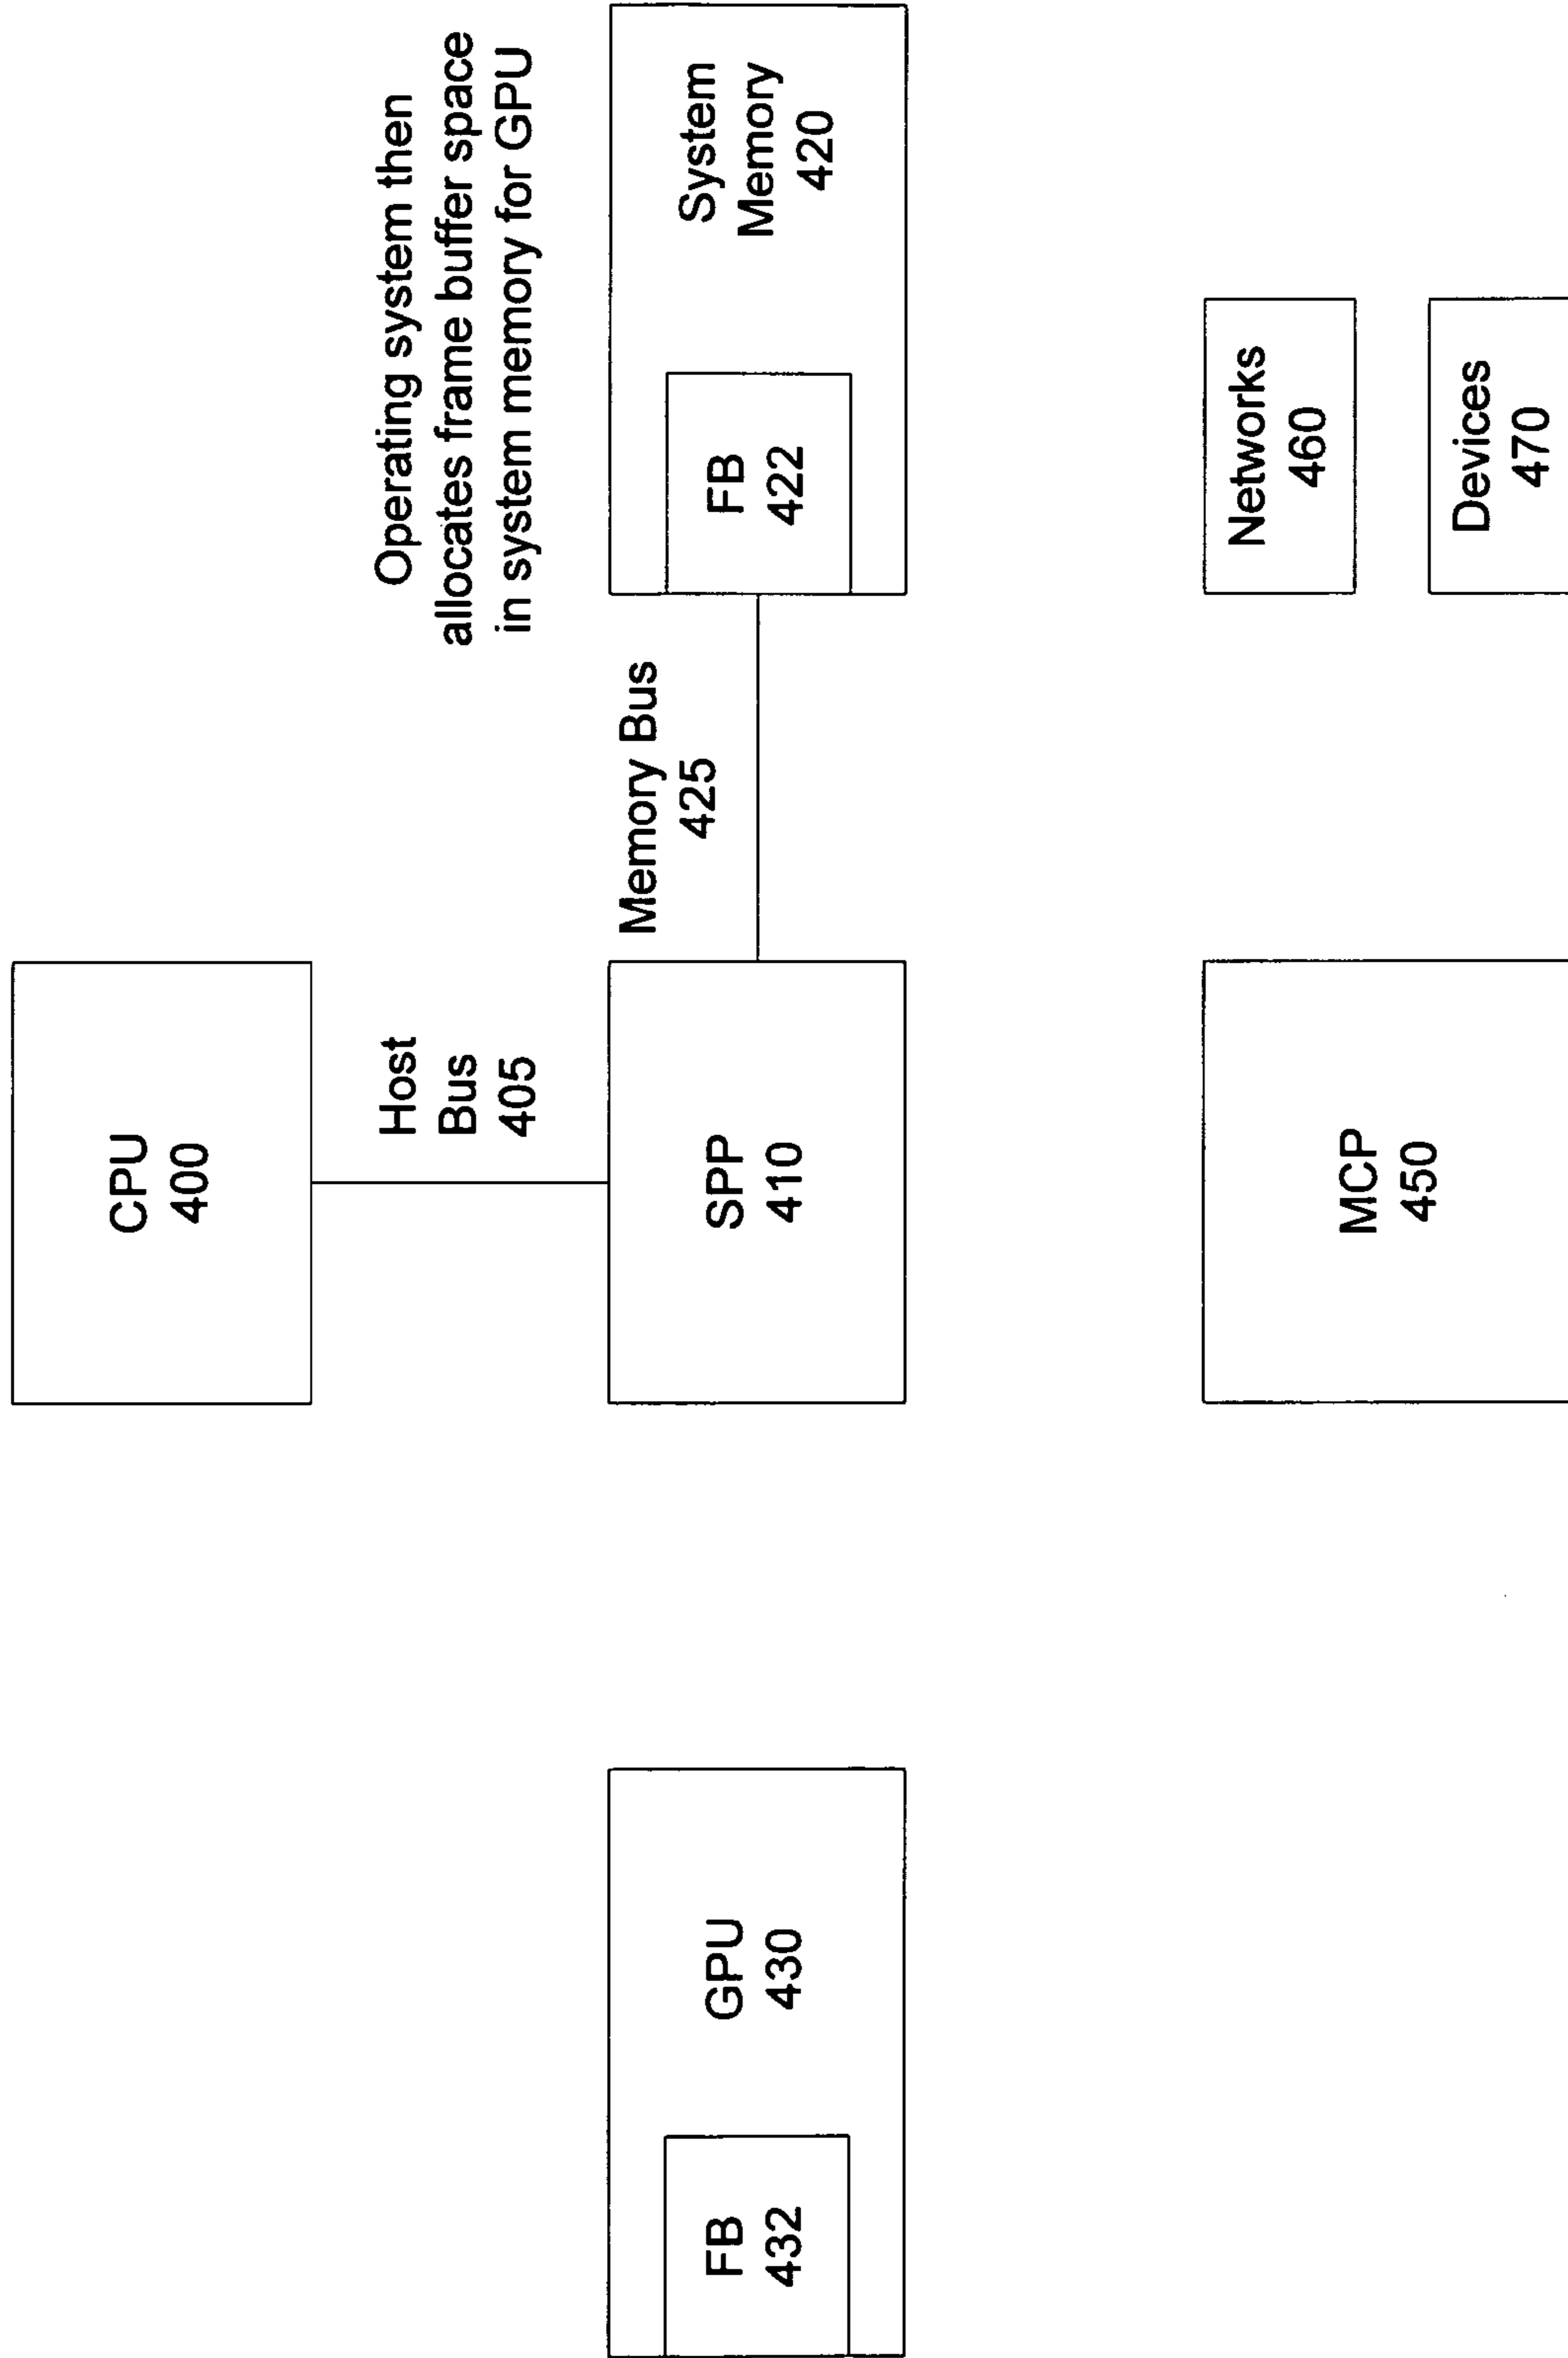 CPU
400
Host
Bus
405
Operating system then
allocates frame buffer space
in system memory for GPU
FB
432
GPU
430
SPP
410
Memory Bus
425
FB
422
System
Memory
420
MCP
450
Networks
460
Devices
470